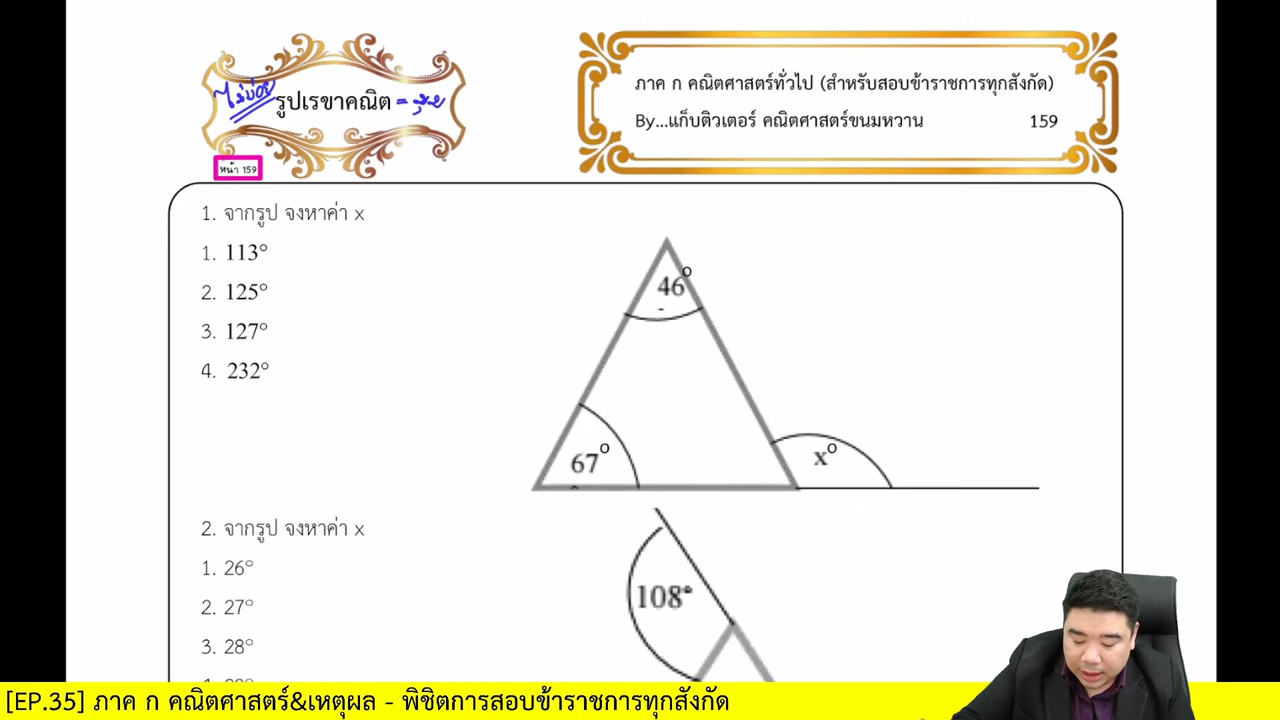 ไม่บ่อย
รูปเรขาคณิต =
หน้า 159
ภาค ก คณิตศาสตร์ทั่วไป (สำหรับสอบข้าราชการทุกสังกัด)
By...แก็บติวเตอร์ คณิตศาสตร์ขนมหวาน 159
1. จากรูป จงหาค่า x
1. 113°
2. 125°
3. 127°
4. 232°
46°
67°
x°
2. จากรูป จงหาค่า x
1. 26°
2. 27°
3. 28°
108°
[EP.35] ภาค ก คณิตศาสตร์&เหตุผล - พิชิตการสอบข้าราชการทุกสังกัด